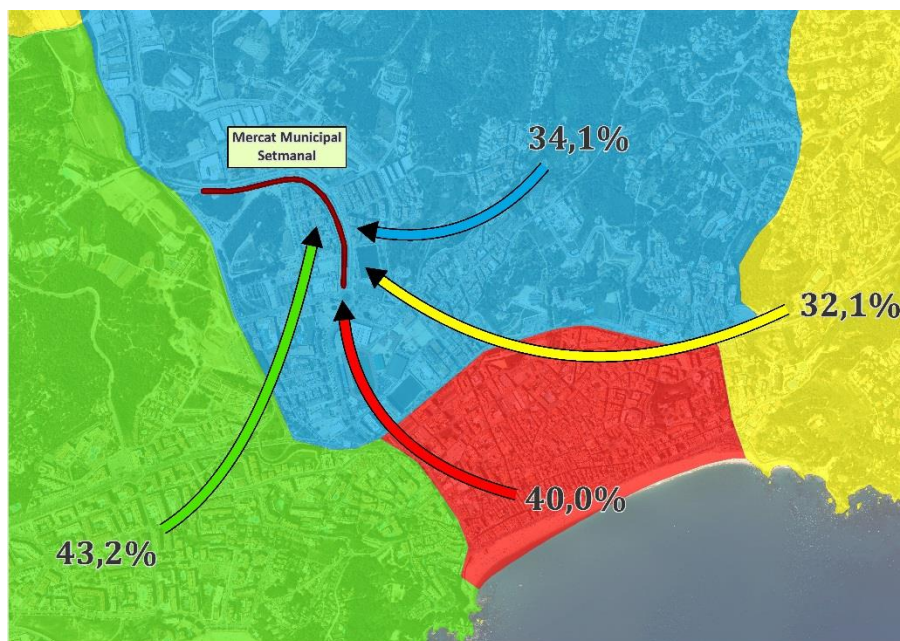 Mercat Municipal
Setmanal
34,1%
32,1%
40,0%
43,2%